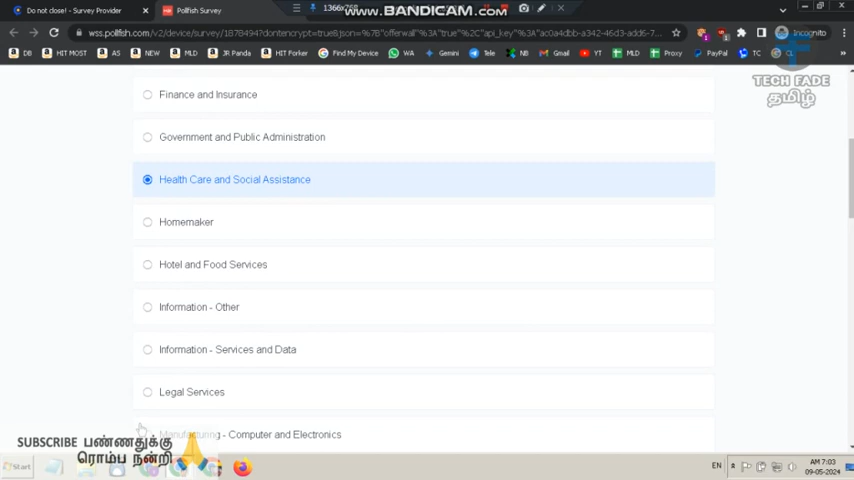 Do not close! - Survey Provider
Pollfish Survey
1366x768
www.BANDICAM.com
wss.pollfish.com/v2/device/survey/1878494?dontencrypt=true&json=%7B"offerwall"%3A"true"%2C"api_key"%3A"ac0a4dbb-a342-46d3-add6-7...
Incognito
DB
HIT MOST
AS
NEW
JR Panda
HIT Forker
Find My Device
WA
Gemini
Tele
NB
OR
Gmail
YT
MLD
Proxy
PayPal
CL
TECH FADE
தமிழ்
Finance and Insurance
Government and Public Administration
Health Care and Social Assistance
Homemaker
Hotel and Food Services
Information - Other
Information - Services and Data
Legal Services
Manufacturing - Computer and Electronics
SUBSCRIBE பண்ணதுக்கு
ரொம்ப நன்றி
Start
EN
AM 7:03
09-05-2024